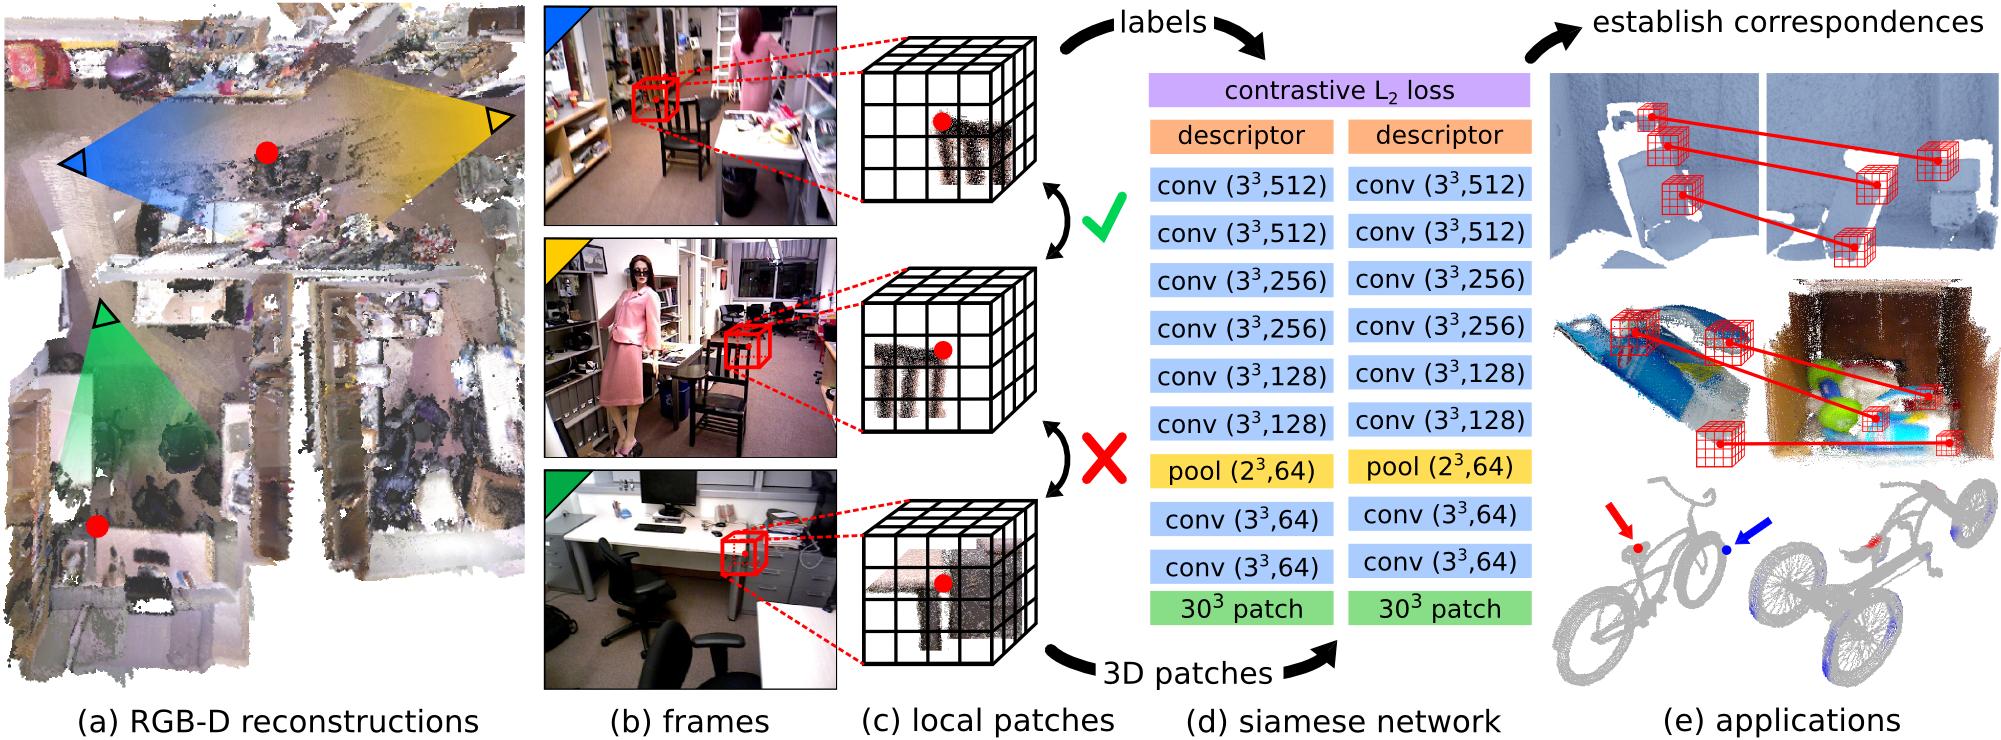 labels
establish correspondences
contrastive L₂ loss
descriptor descriptor
conv (3³,512) conv (3³,512)
conv (3³,512) conv (3³,512)
conv (3³,256) conv (3³,256)
conv (3³,256) conv (3³,256)
conv (3³,128) conv (3³,128)
conv (3³,128) conv (3³,128)
pool (2³,64) pool (2³,64)
conv (3³,64) conv (3³,64)
conv (3³,64) conv (3³,64)
30³ patch 30³ patch
3D patches
(a) RGB-D reconstructions (b) frames (c) local patches (d) siamese network (e) applications